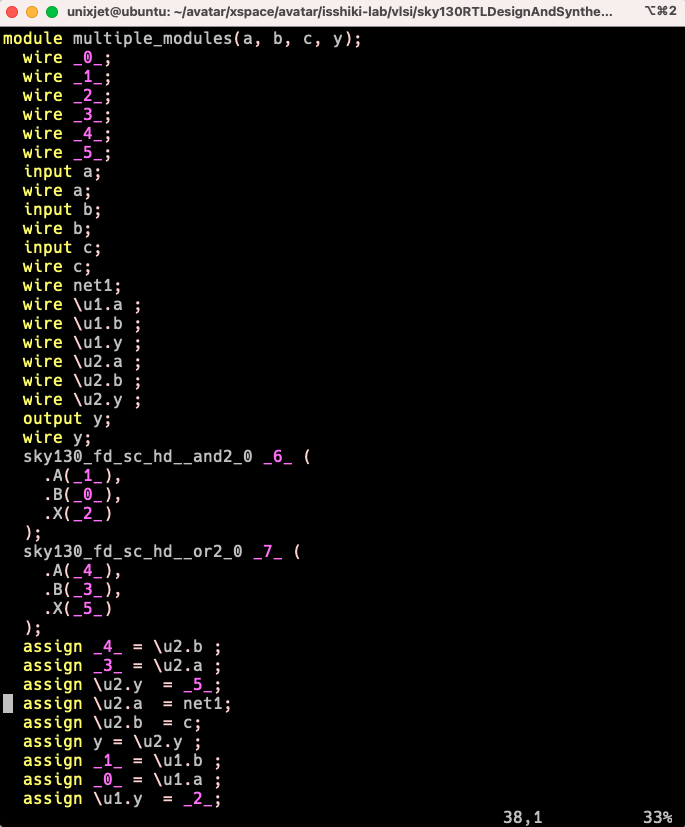 unixjet@ubuntu: ~/avatar/xspace/avatar/isshiki-lab/vlsi/sky130RTLDesignAndSynthe... ⌥⌘2
module multiple_modules(a, b, c, y);
  wire _0_;
  wire _1_;
  wire _2_;
  wire _3_;
  wire _4_;
  wire _5_;
  input a;
  wire a;
  input b;
  wire b;
  input c;
  wire c;
  wire net1;
  wire \u1.a ;
  wire \u1.b ;
  wire \u1.y ;
  wire \u2.a ;
  wire \u2.b ;
  wire \u2.y ;
  output y;
  wire y;
  sky130_fd_sc_hd__and2_0 _6_ (
    .A(_1_),
    .B(_0_),
    .X(_2_)
  );
  sky130_fd_sc_hd__or2_0 _7_ (
    .A(_4_),
    .B(_3_),
    .X(_5_)
  );
  assign _4_ = \u2.b ;
  assign _3_ = \u2.a ;
  assign \u2.y  = _5_;
  assign \u2.a  = net1;
  assign \u2.b  = c;
  assign y = \u2.y ;
  assign _1_ = \u1.b ;
  assign _0_ = \u1.a ;
  assign \u1.y  = _2_;
38,1 33%